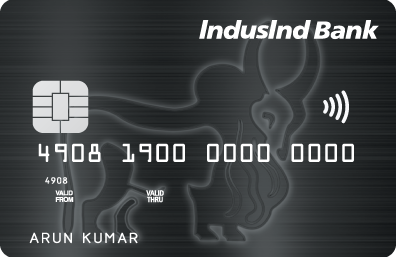 IndusInd Bank
4908 1900 0000 0000
4908
VALID FROM VALID THRU
ARUN KUMAR